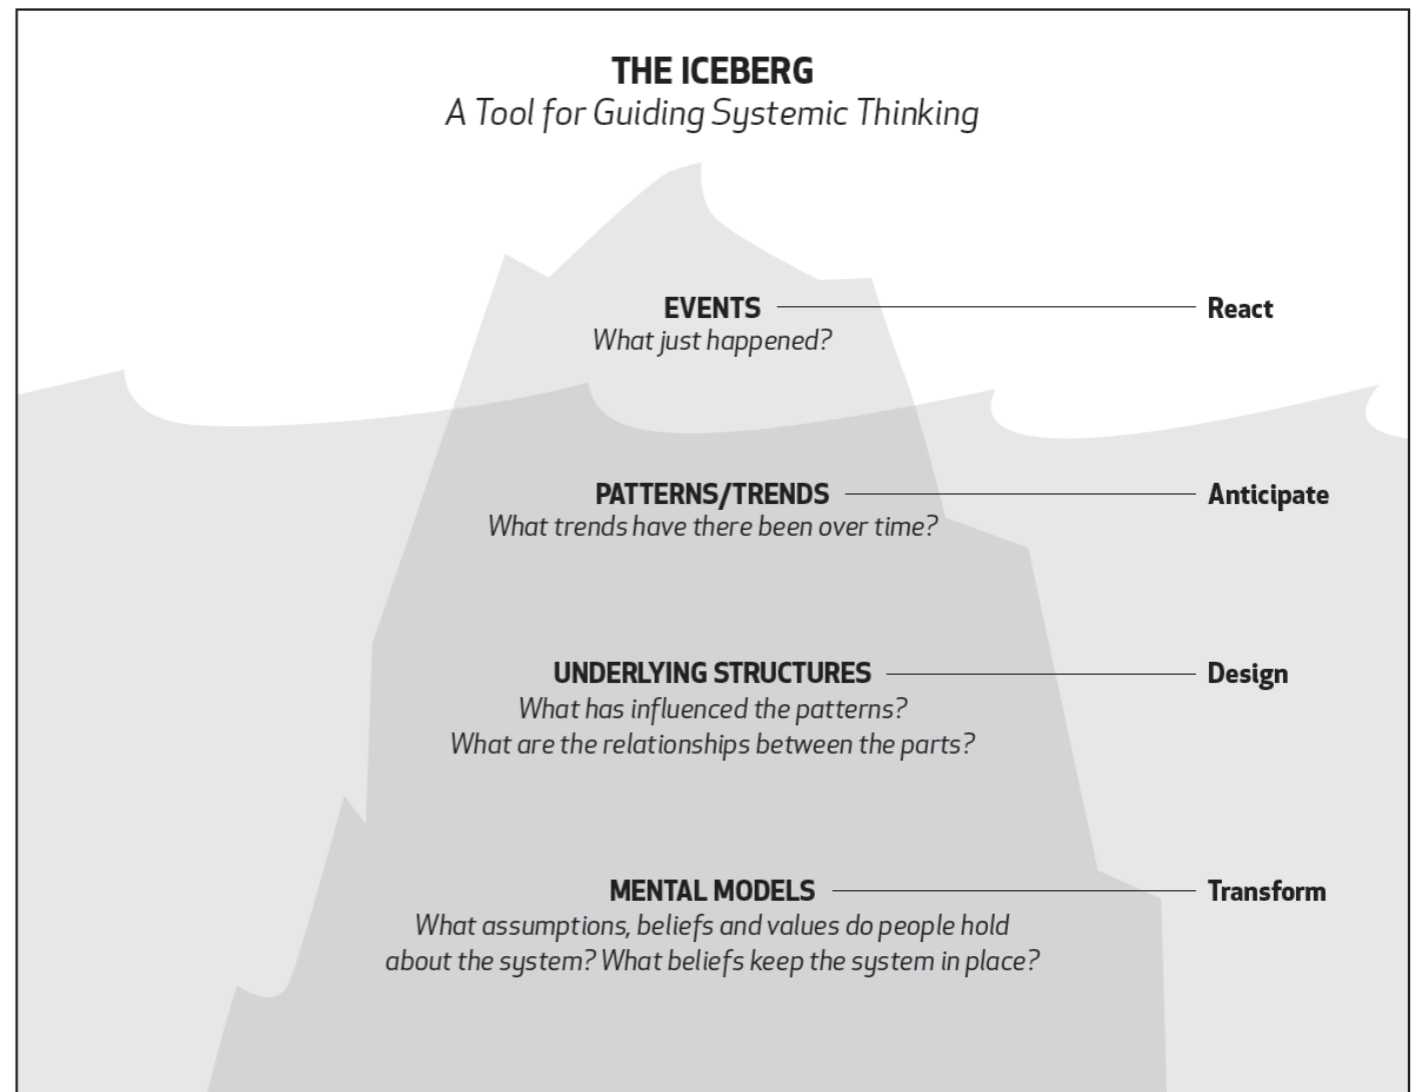 THE ICEBERG
A Tool for Guiding Systemic Thinking
EVENTS React
What just happened?
PATTERNS/TRENDS Anticipate
What trends have there been over time?
UNDERLYING STRUCTURES Design
What has influenced the patterns?
What are the relationships between the parts?
MENTAL MODELS Transform
What assumptions, beliefs and values do people hold
about the system? What beliefs keep the system in place?